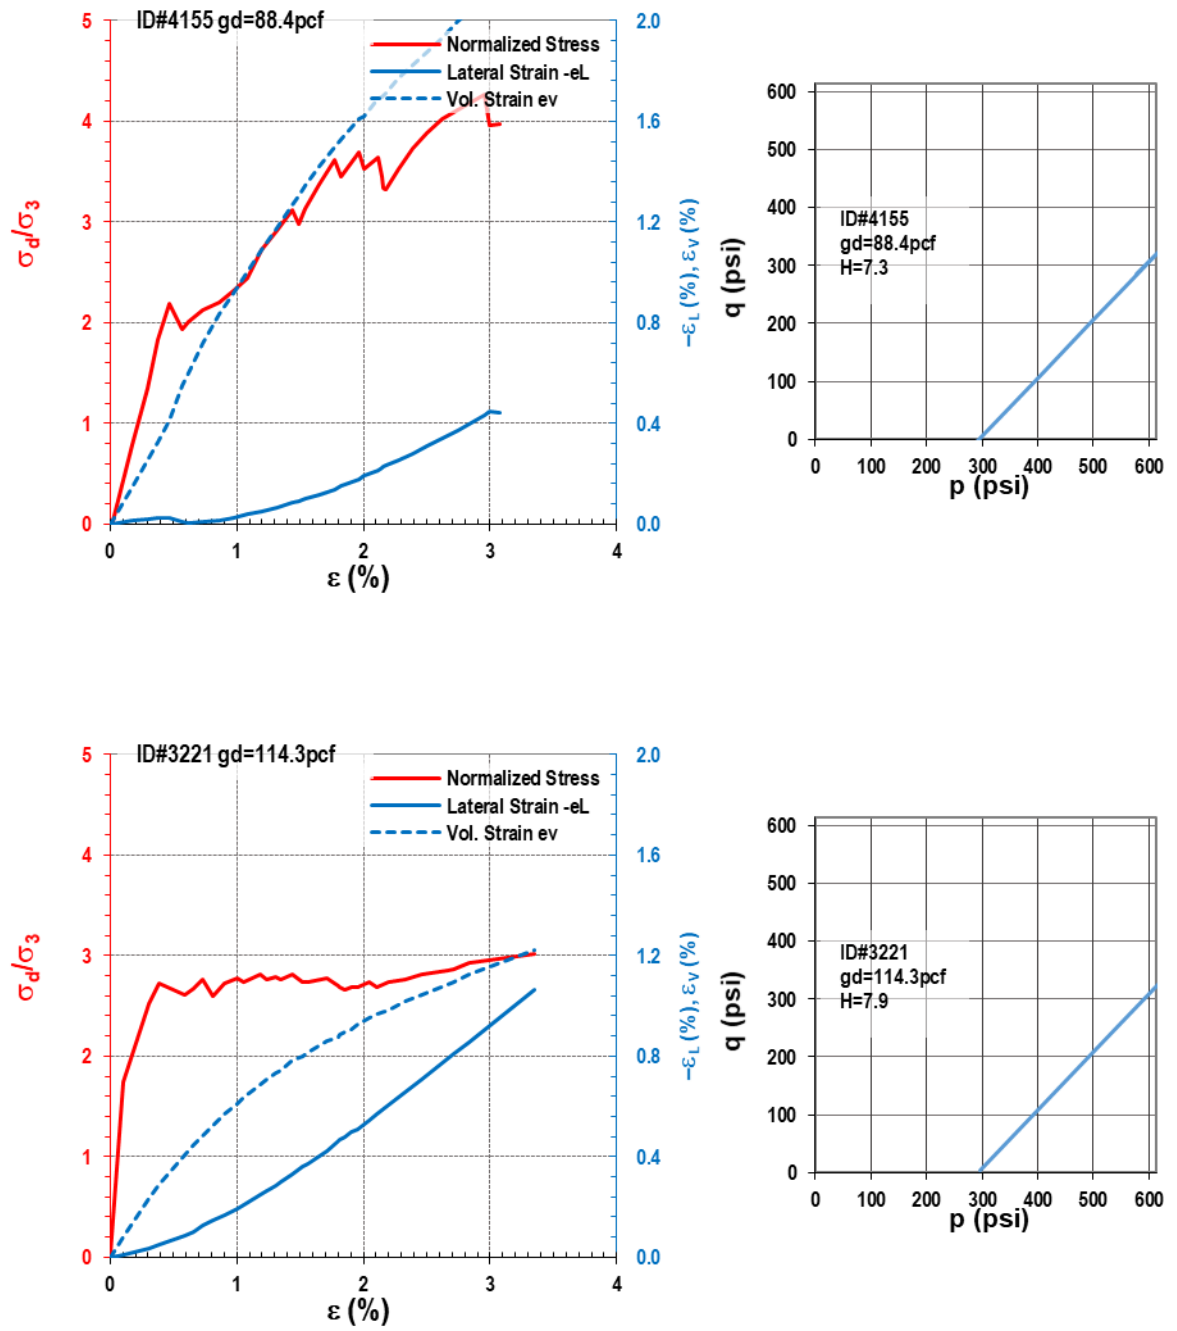 ID#4155 gd=88.4pcf
Normalized Stress
Lateral Strain -eL
Vol. Strain ev
5
4
3
2
1
0
σd/σ3
2.0
1.6
1.2
0.8
0.4
0.0
−εL (%), εV (%)
0 1 2 3 4
ε (%)
600
500
400
300
200
100
0
q (psi)
ID#4155
gd=88.4pcf
H=7.3
0 100 200 300 400 500 600
p (psi)
ID#3221 gd=114.3pcf
Normalized Stress
Lateral Strain -eL
Vol. Strain ev
5
4
3
2
1
0
σd/σ3
2.0
1.6
1.2
0.8
0.4
0.0
−εL (%), εV (%)
0 1 2 3 4
ε (%)
600
500
400
300
200
100
0
q (psi)
ID#3221
gd=114.3pcf
H=7.9
0 100 200 300 400 500 600
p (psi)